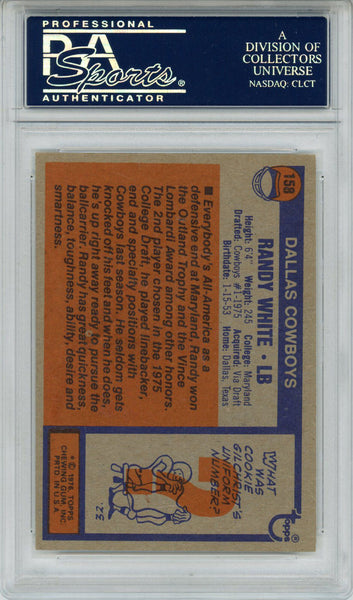 PROFESSIONAL
PSA
Sports
AUTHENTICATOR
A
DIVISION OF
COLLECTORS
UNIVERSE
NASDAQ: CLCT
158
DALLAS COWBOYS
RANDY WHITE • LB
Height: 6'4" Weight: 245 College: Maryland
Drafted: Cowboys #1-1975 Acquired: Via Draft
Birthdate: 1-15-53 Home: Dallas, Texas
■ Everybody's All-America as a
defensive end at Maryland, Randy won
the Outland Trophy and the Vince
Lombardi Award among other honors.
The 2nd player chosen in the 1975
College Draft, he played linebacker,
end and specialty positions with
Cowboys last season. He seldom gets
knocked off his feet and when he does,
he's up right away ready to pursue the
ballcarrier. Randy has great quickness,
balance, toughness, ability, desire and
smartness.
Topps®
WHAT
WAS
COOKIE
GILCHRIST'S
UNIFORM
NUMBER?
32
* © 1976 TOPPS
CHEWING GUM, INC.
PRTD. IN U.S.A.